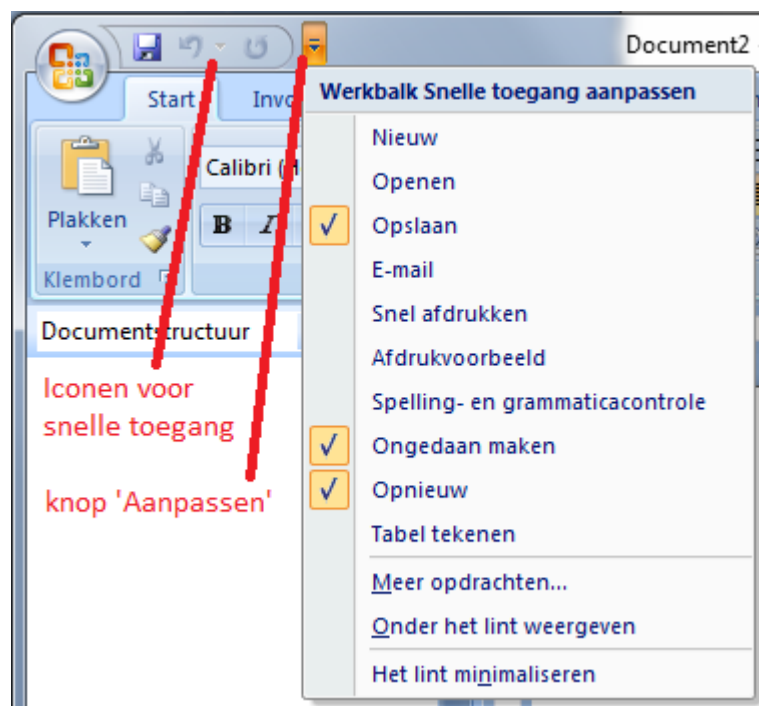 Document2 -
Start Invo
Werkbalk Snelle toegang aanpassen
Nieuw
Openen
Opslaan
E-mail
Snel afdrukken
Afdrukvoorbeeld
Spelling- en grammaticacontrole
Ongedaan maken
Opnieuw
Tabel tekenen
Meer opdrachten...
Onder het lint weergeven
Het lint minimaliseren
Calibri (H
Plakken
B I
Klembord
Documentstructuur
Iconen voor
snelle toegang
knop 'Aanpassen'